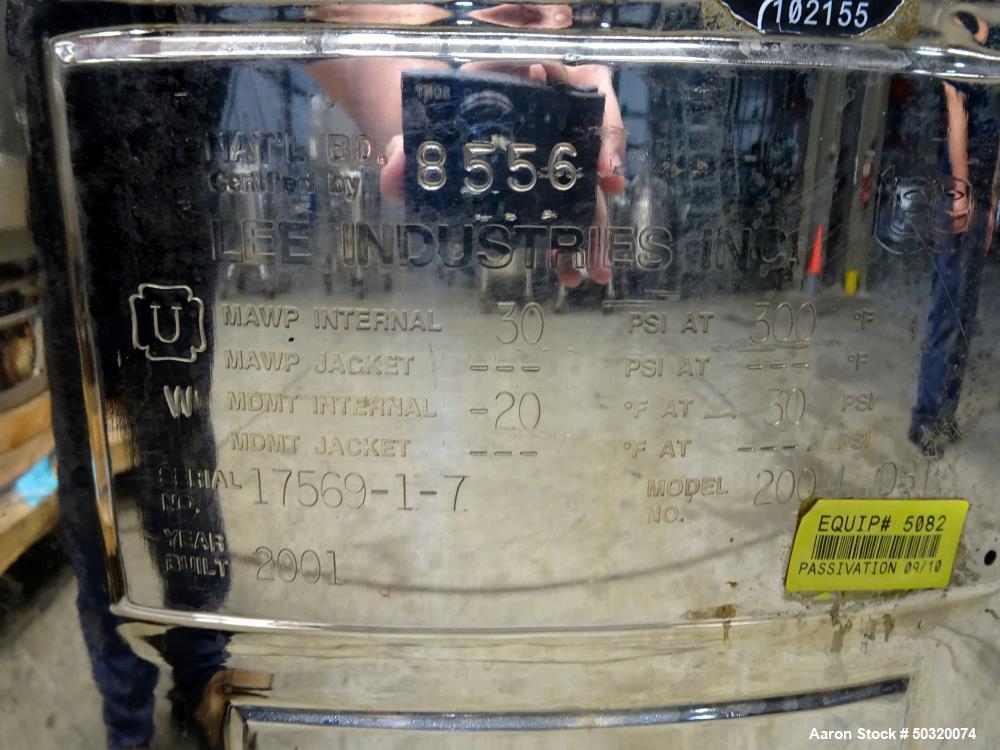 102155
NAT'L BD. 8556
Certified by
LEE INDUSTRIES INC.
U
MAWP INTERNAL 30 PSI AT 300 °F
MAWP JACKET --- PSI AT --- °F
W
MDMT INTERNAL -20 °F AT 30 PSI
MDMT JACKET --- °F AT --- PSI
SERIAL NO. 17569-1-7 MODEL NO. 200
YEAR BUILT 2001
EQUIP# 5082
PASSIVATION 09/10
Aaron Stock # 50320074